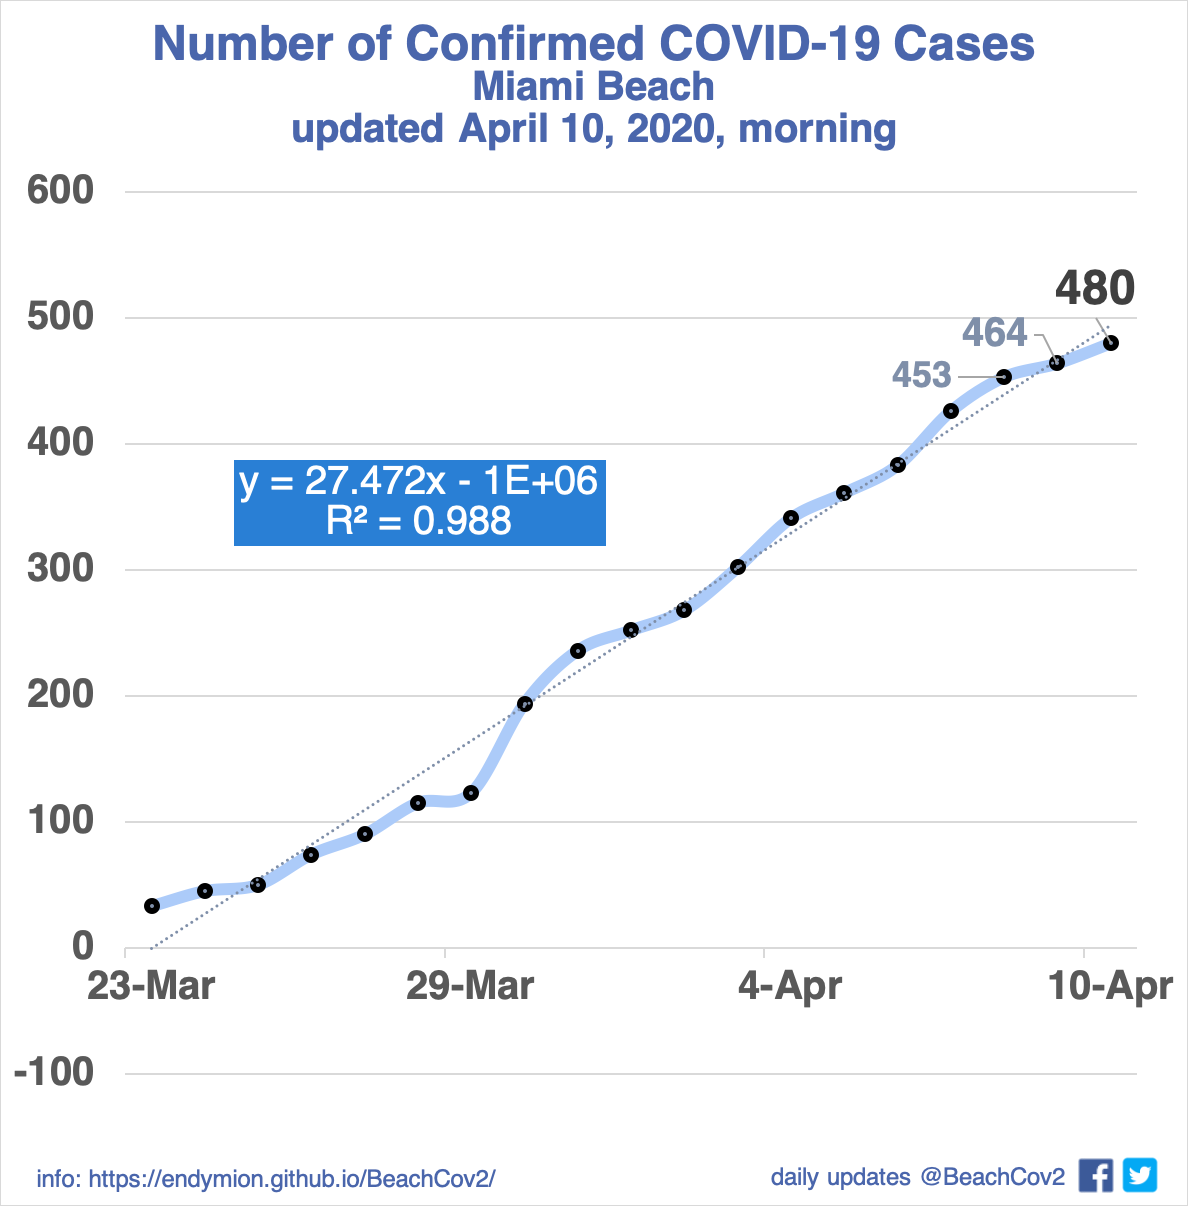 Number of Confirmed COVID-19 Cases
Miami Beach
updated April 10, 2020, morning
600
500
400
300
200
100
0
-100
480
464
453
y = 27.472x - 1E+06
R² = 0.988
23-Mar
29-Mar
4-Apr
10-Apr
info: https://endymion.github.io/BeachCov2/
daily updates @BeachCov2